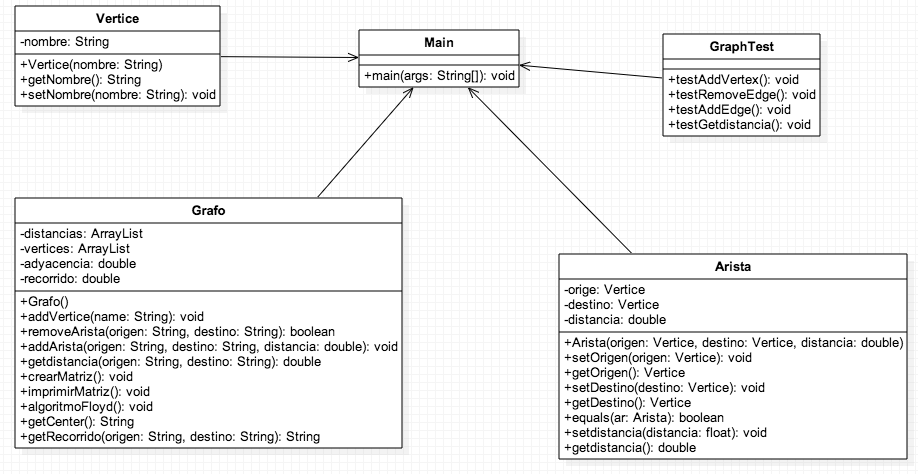 Vertice
-nombre: String
+Vertice(nombre: String)
+getNombre(): String
+setNombre(nombre: String): void
Main
+main(args: String[]): void
GraphTest
+testAddVertex(): void
+testRemoveEdge(): void
+testAddEdge(): void
+testGetdistancia(): void
Grafo
-distancias: ArrayList
-vertices: ArrayList
-adyacencia: double
-recorrido: double
+Grafo()
+addVertice(name: String): void
+removeArista(origen: String, destino: String): boolean
+addArista(origen: String, destino: String, distancia: double): void
+getdistancia(origen: String, destino: String): double
+crearMatriz(): void
+imprimirMatriz(): void
+algoritmoFloyd(): void
+getCenter(): String
+getRecorrido(origen: String, destino: String): String
Arista
-orige: Vertice
-destino: Vertice
-distancia: double
+Arista(origen: Vertice, destino: Vertice, distancia: double)
+setOrigen(origen: Vertice): void
+getOrigen(): Vertice
+setDestino(destino: Vertice): void
+getDestino(): Vertice
+equals(ar: Arista): boolean
+setdistancia(distancia: float): void
+getdistancia(): double